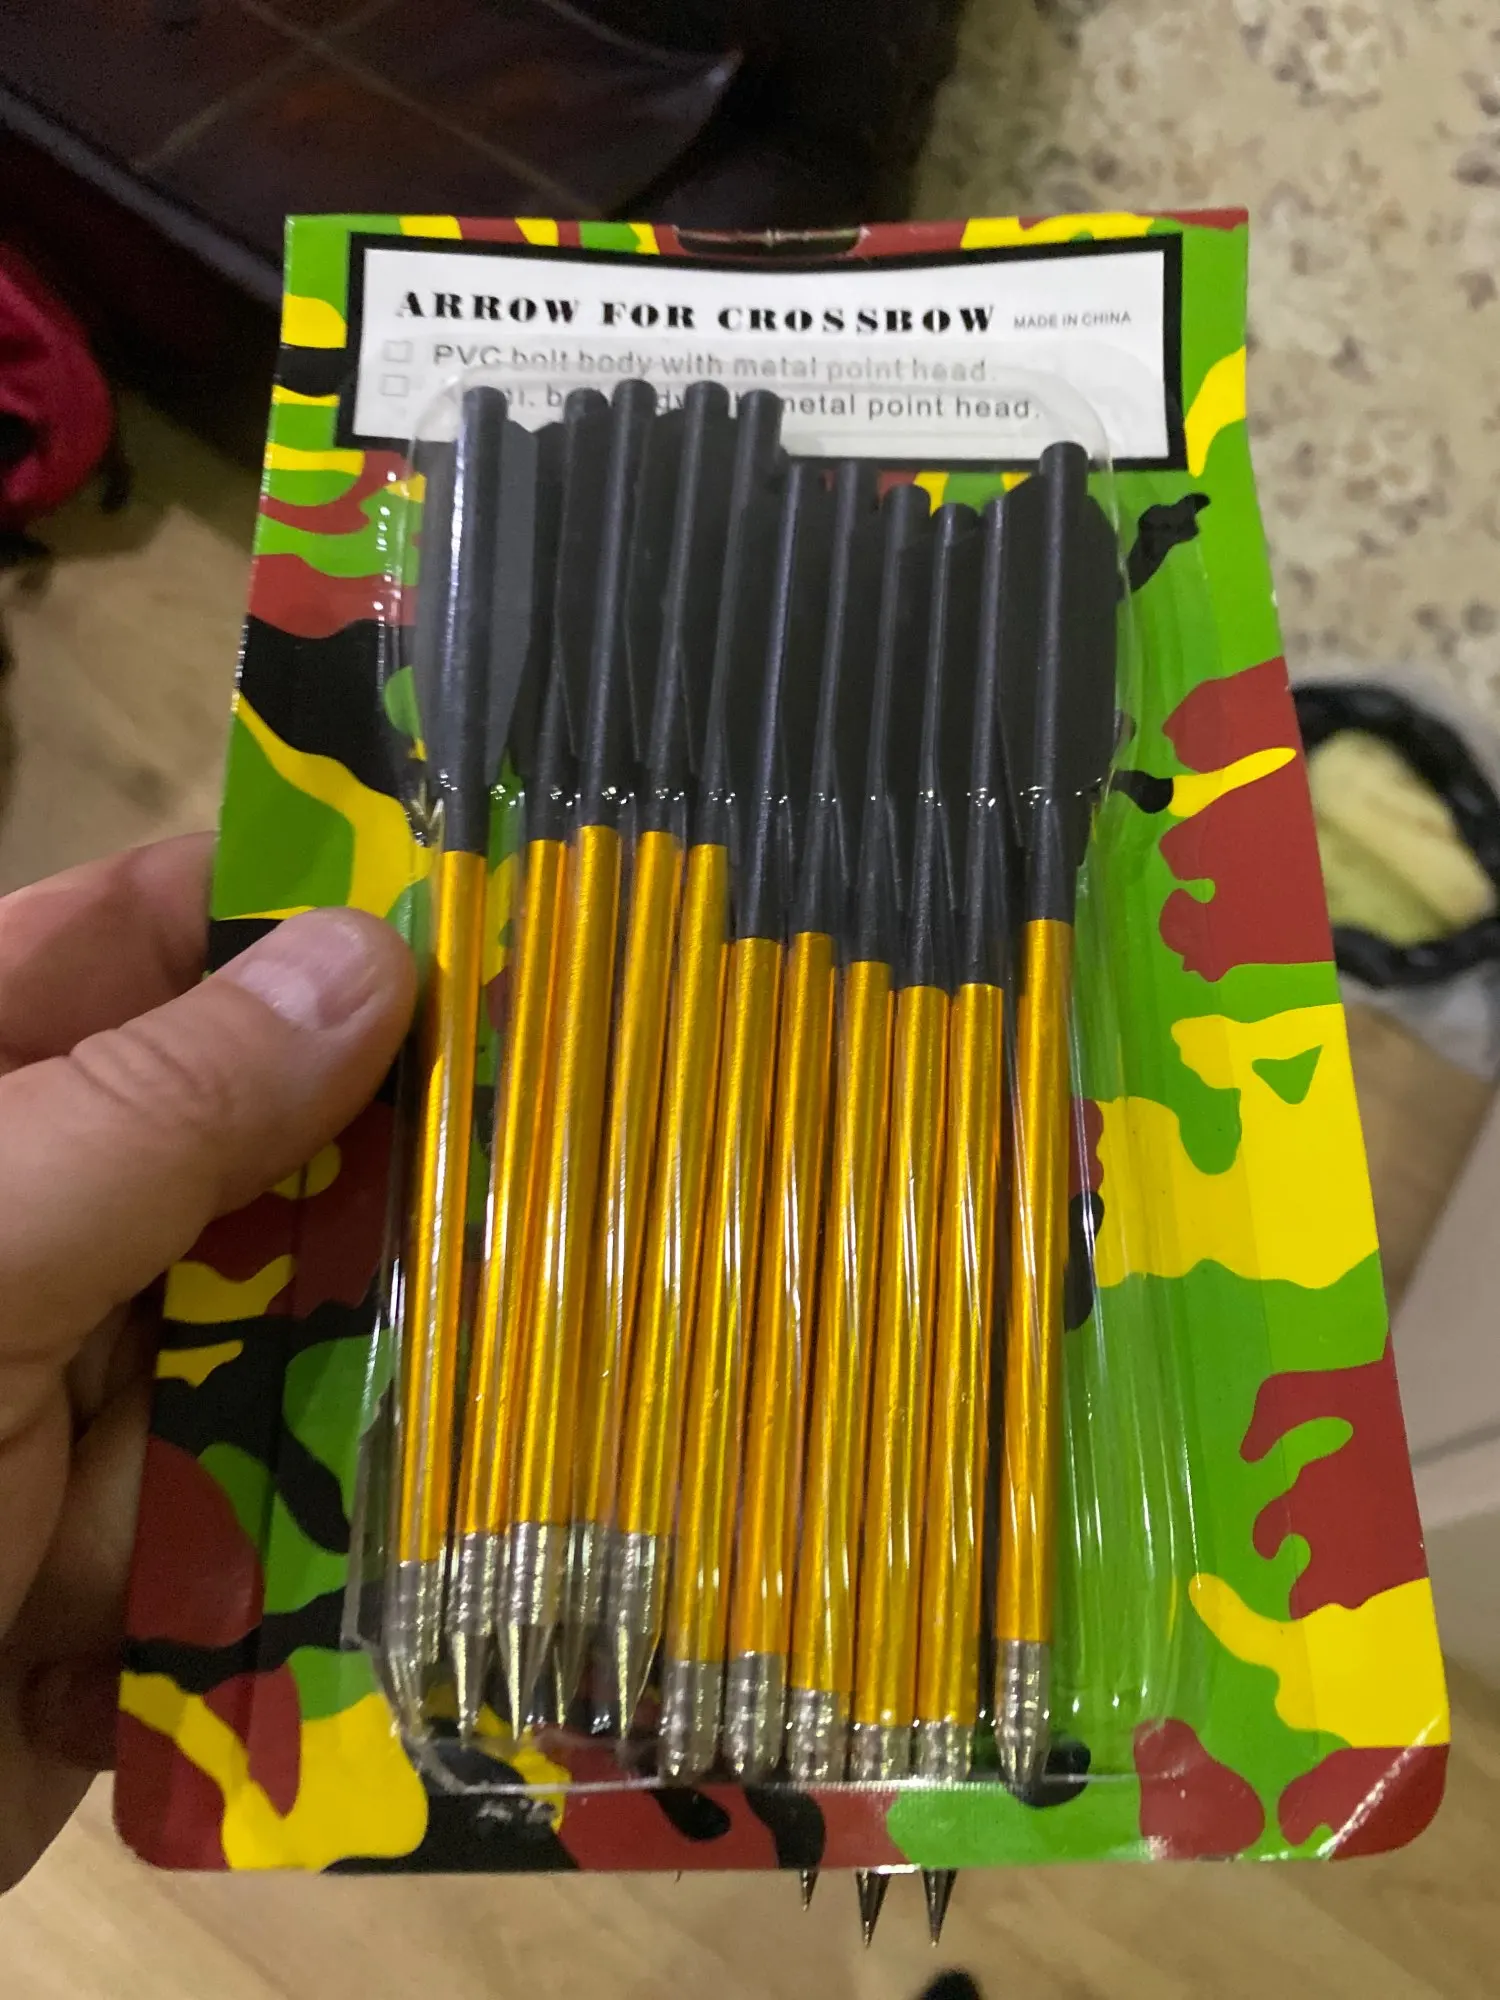 ARROW FOR CROSSBOW MADE IN CHINA
PVC bolt body with metal point head.
metal point head.